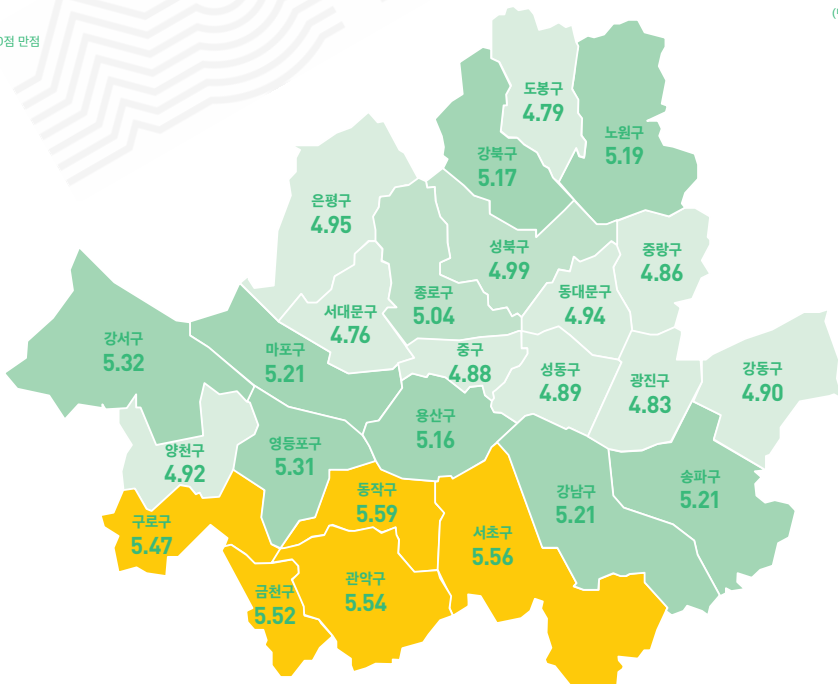 점 만점
도봉구
4.79
노원구
5.19
강북구
5.17
은평구
4.95
성북구
4.99
중랑구
4.86
종로구
5.04
동대문구
4.94
서대문구
4.76
강서구
5.32
마포구
5.21
중구
4.88
성동구
4.89
광진구
4.83
강동구
4.90
용산구
5.16
양천구
4.92
영등포구
5.31
동작구
5.59
강남구
5.21
송파구
5.21
구로구
5.47
서초구
5.56
금천구
5.52
관악구
5.54